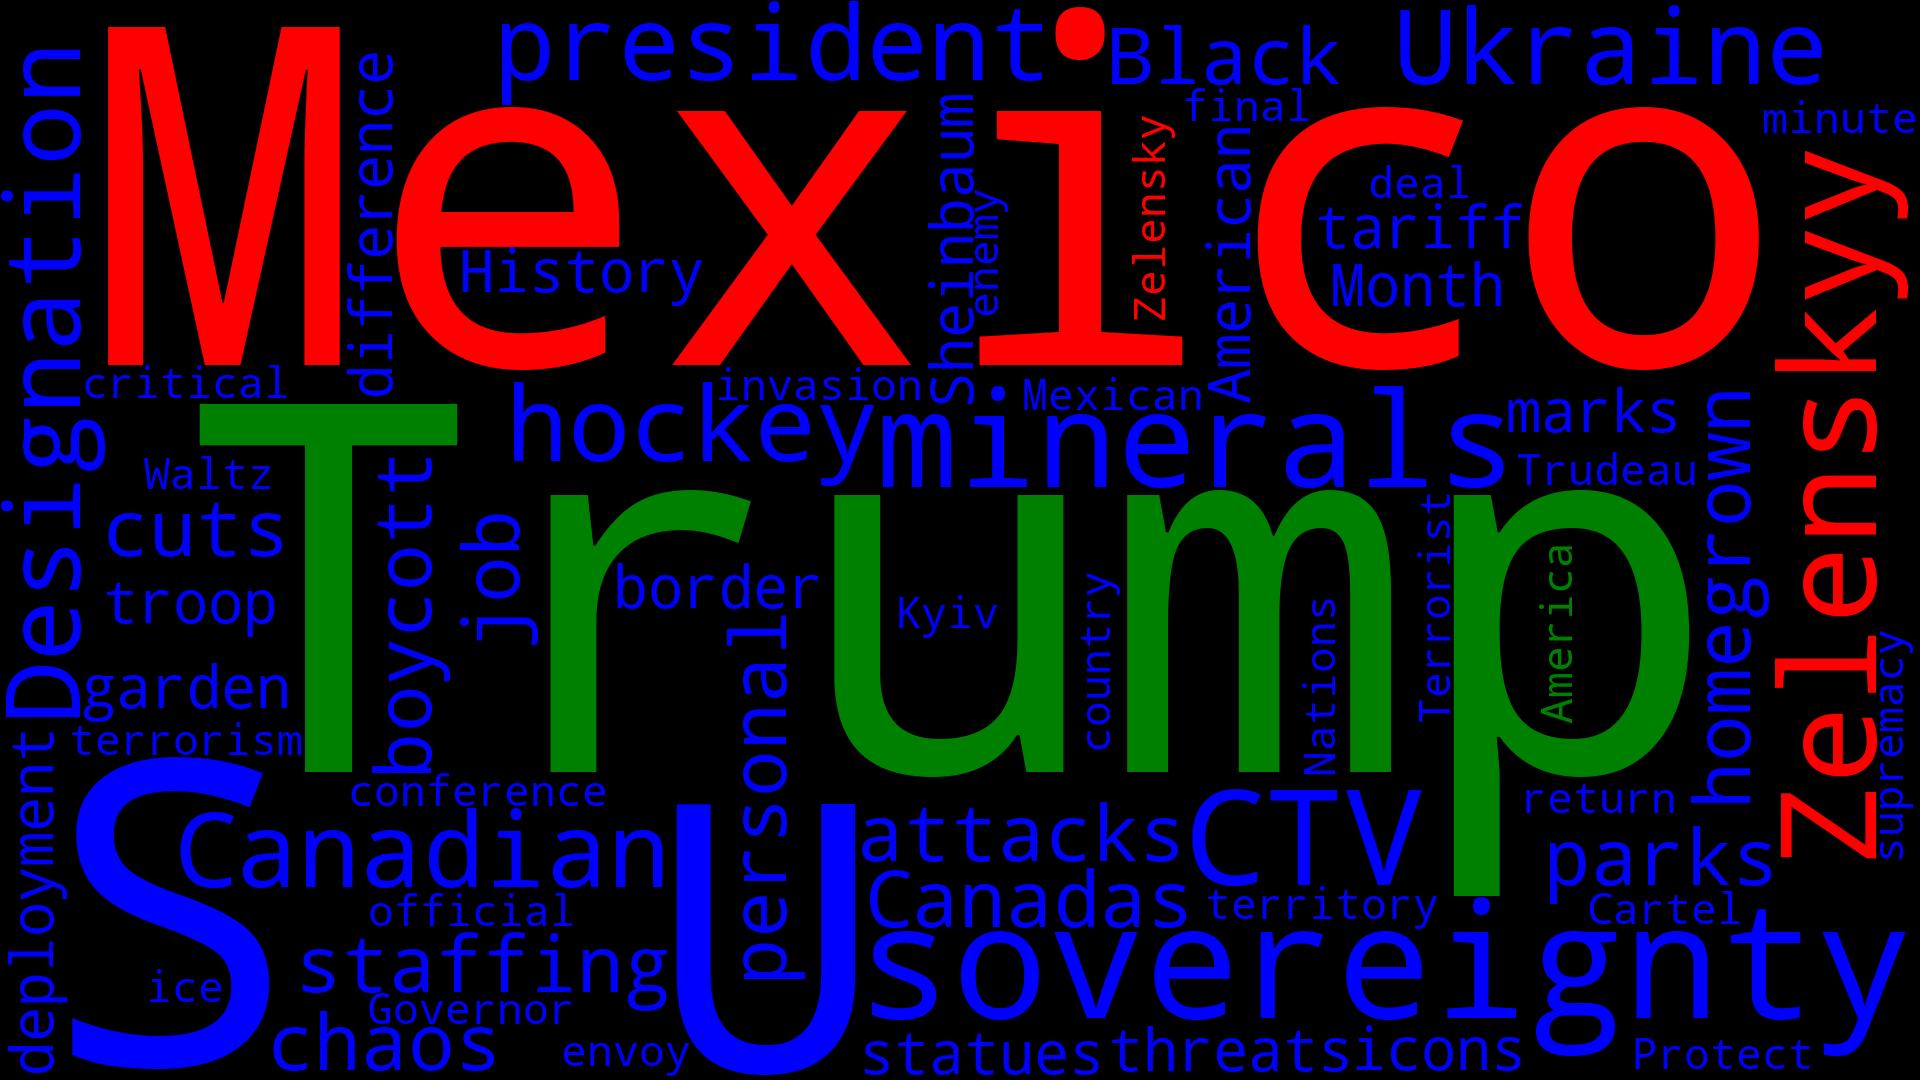 president
Black
Ukraine
Mexico
final
minute
Designation
difference
Sheinbaum
enemy
Zelensky
American
deal
tariff
Month
History
Zelenskyy
critical
invasion
Mexican
hockey
minerals
marks
Trudeau
homegrown
Waltz
cuts
troop
garden
terrorism
Trump
boycott
job
border
personal
Kyiv
country
Nations
Terrorist
America
supremacy
deployment
S
conference
Canadian
official
staffing
ice
Governor
chaos
envoy
U
attacks
CTV
return
parks
Canadas
territory
Cartel
sovereignty
statues
threats
icons
Protect